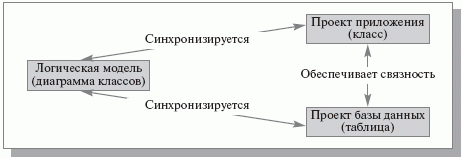 Проект приложения
(класс)
Синхронизируется
Логическая модель
(диаграмма классов)
Обеспечивает связность
Синхронизируется
Проект базы данных
(таблица)